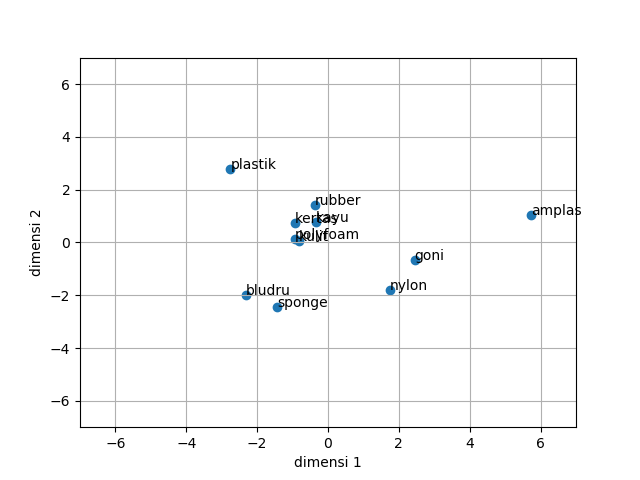 6
4
2
0
−2
−4
−6
dimensi 2
plastik
rubber
amplas
kertas
kayu
polyfoam
kulit
goni
nylon
bludru
sponge
−6 −4 −2 0 2 4 6
dimensi 1